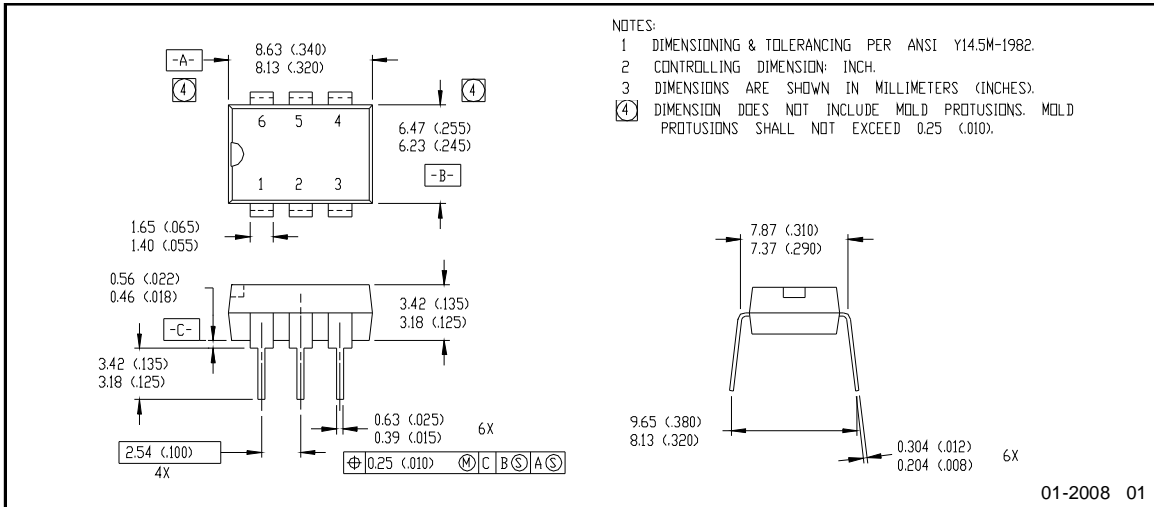 NOTES:
1 DIMENSIONING & TOLERANCING PER ANSI Y14.5M-1982.
2 CONTROLLING DIMENSION: INCH.
3 DIMENSIONS ARE SHOWN IN MILLIMETERS (INCHES).
4 DIMENSION DOES NOT INCLUDE MOLD PROTUSIONS. MOLD
PROTUSIONS SHALL NOT EXCEED 0.25 (.010).
-A-
8.63 (.340)
8.13 (.320)
4
4
6 5 4
6.47 (.255)
6.23 (.245)
-B-
1 2 3
1.65 (.065)
1.40 (.055)
0.56 (.022)
0.46 (.018)
3.42 (.135)
3.18 (.125)
-C-
3.42 (.135)
3.18 (.125)
0.63 (.025)
0.39 (.015)
6X
2.54 (.100)
4X
⌖ 0.25 (.010) Ⓜ C B Ⓢ A Ⓢ
7.87 (.310)
7.37 (.290)
9.65 (.380)
8.13 (.320)
0.304 (.012)
0.204 (.008)
6X
01-2008 01